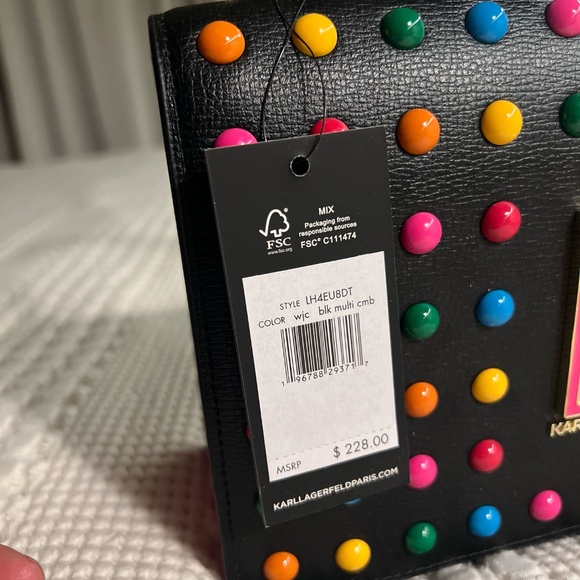 MIX
Packaging from
responsible sources
FSC® C111474
FSC
www.fsc.org
STYLE LH4EU8DT
COLOR wjc blk multi cmb
1 96788 29371 7
MSRP $ 228.00
KARLLAGERFELDPARIS.COM
KAR